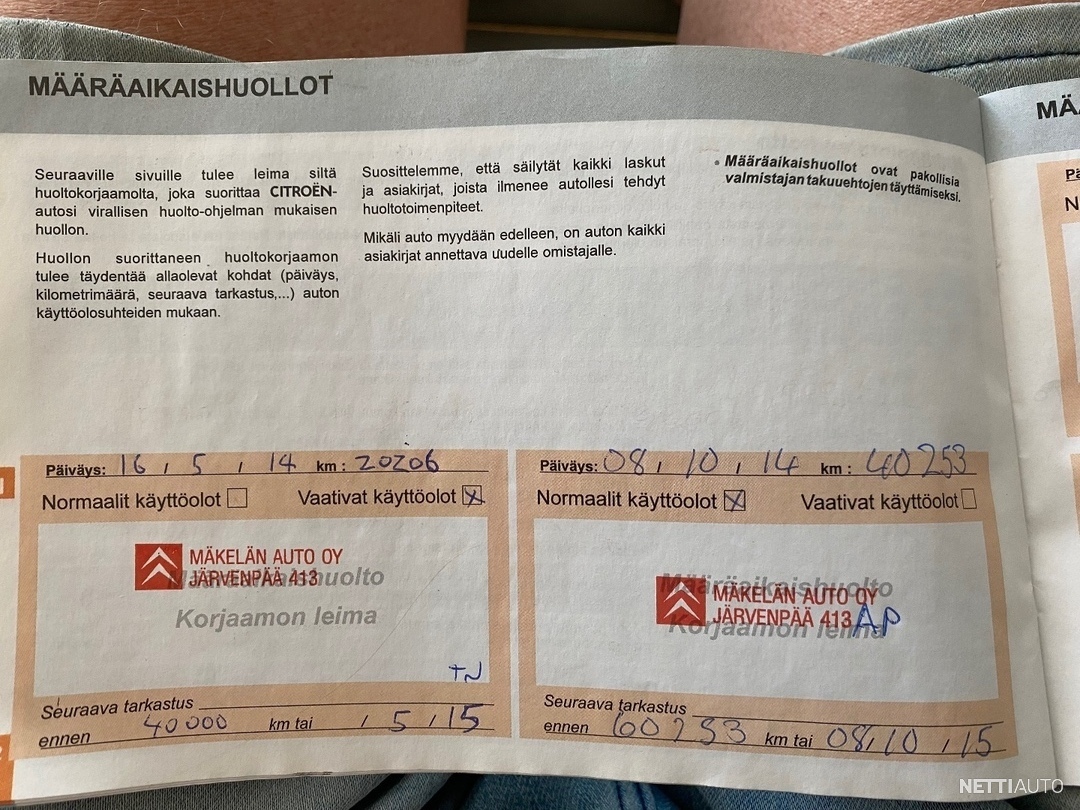 MÄÄRÄAIKAISHUOLLOT
Seuraaville sivuille tulee leima siltä
huoltokorjaamolta, joka suorittaa CITROËN-
autosi virallisen huolto-ohjelman mukaisen
huollon.
Huollon suorittaneen huoltokorjaamon
tulee täydentää allaolevat kohdat (päiväys,
kilometrimäärä, seuraava tarkastus,...) auton
käyttöolosuhteiden mukaan.
Suosittelemme, että säilytät kaikki laskut
ja asiakirjat, joista ilmenee autollesi tehdyt
huoltotoimenpiteet.
Mikäli auto myydään edelleen, on auton kaikki
asiakirjat annettava uudelle omistajalle.
• Määräaikaishuollot ovat pakollisia
valmistajan takuuehtojen täyttämiseksi.
Päiväys: 16 / 5 / 14 km : 20206
Normaalit käyttöolot Vaativat käyttöolot X
MÄKELÄN AUTO OY
JÄRVENPÄÄ 413
Määräaikaishuolto
Korjaamon leima
TN
Seuraava tarkastus
ennen 40000 km tai / 5 / 15
Päiväys: 08 / 10 / 14 km : 40253
Normaalit käyttöolot X Vaativat käyttöolot
Määräaikaishuolto
MÄKELÄN AUTO OY
JÄRVENPÄÄ 413 AP
Korjaamon leima
Seuraava tarkastus
ennen 60253 km tai 08 / 10 / 15
MÄÄ
Pä
N
NETTIAUTO